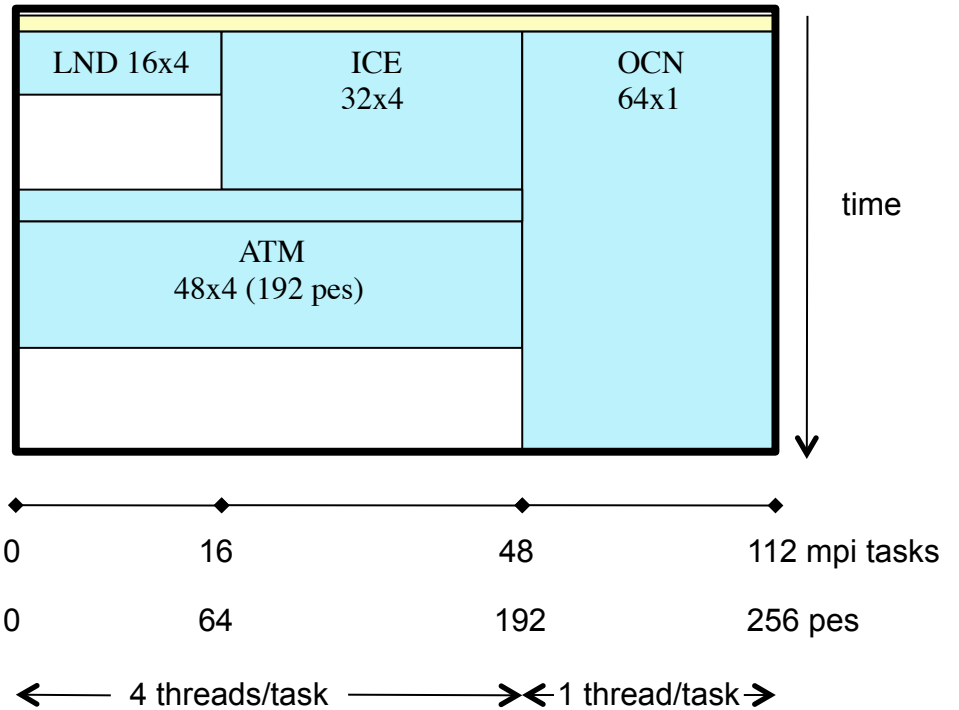 LND 16x4
ICE
32x4
OCN
64x1
time
ATM
48x4 (192 pes)
0 16 48 112 mpi tasks
0 64 192 256 pes
4 threads/task 1 thread/task